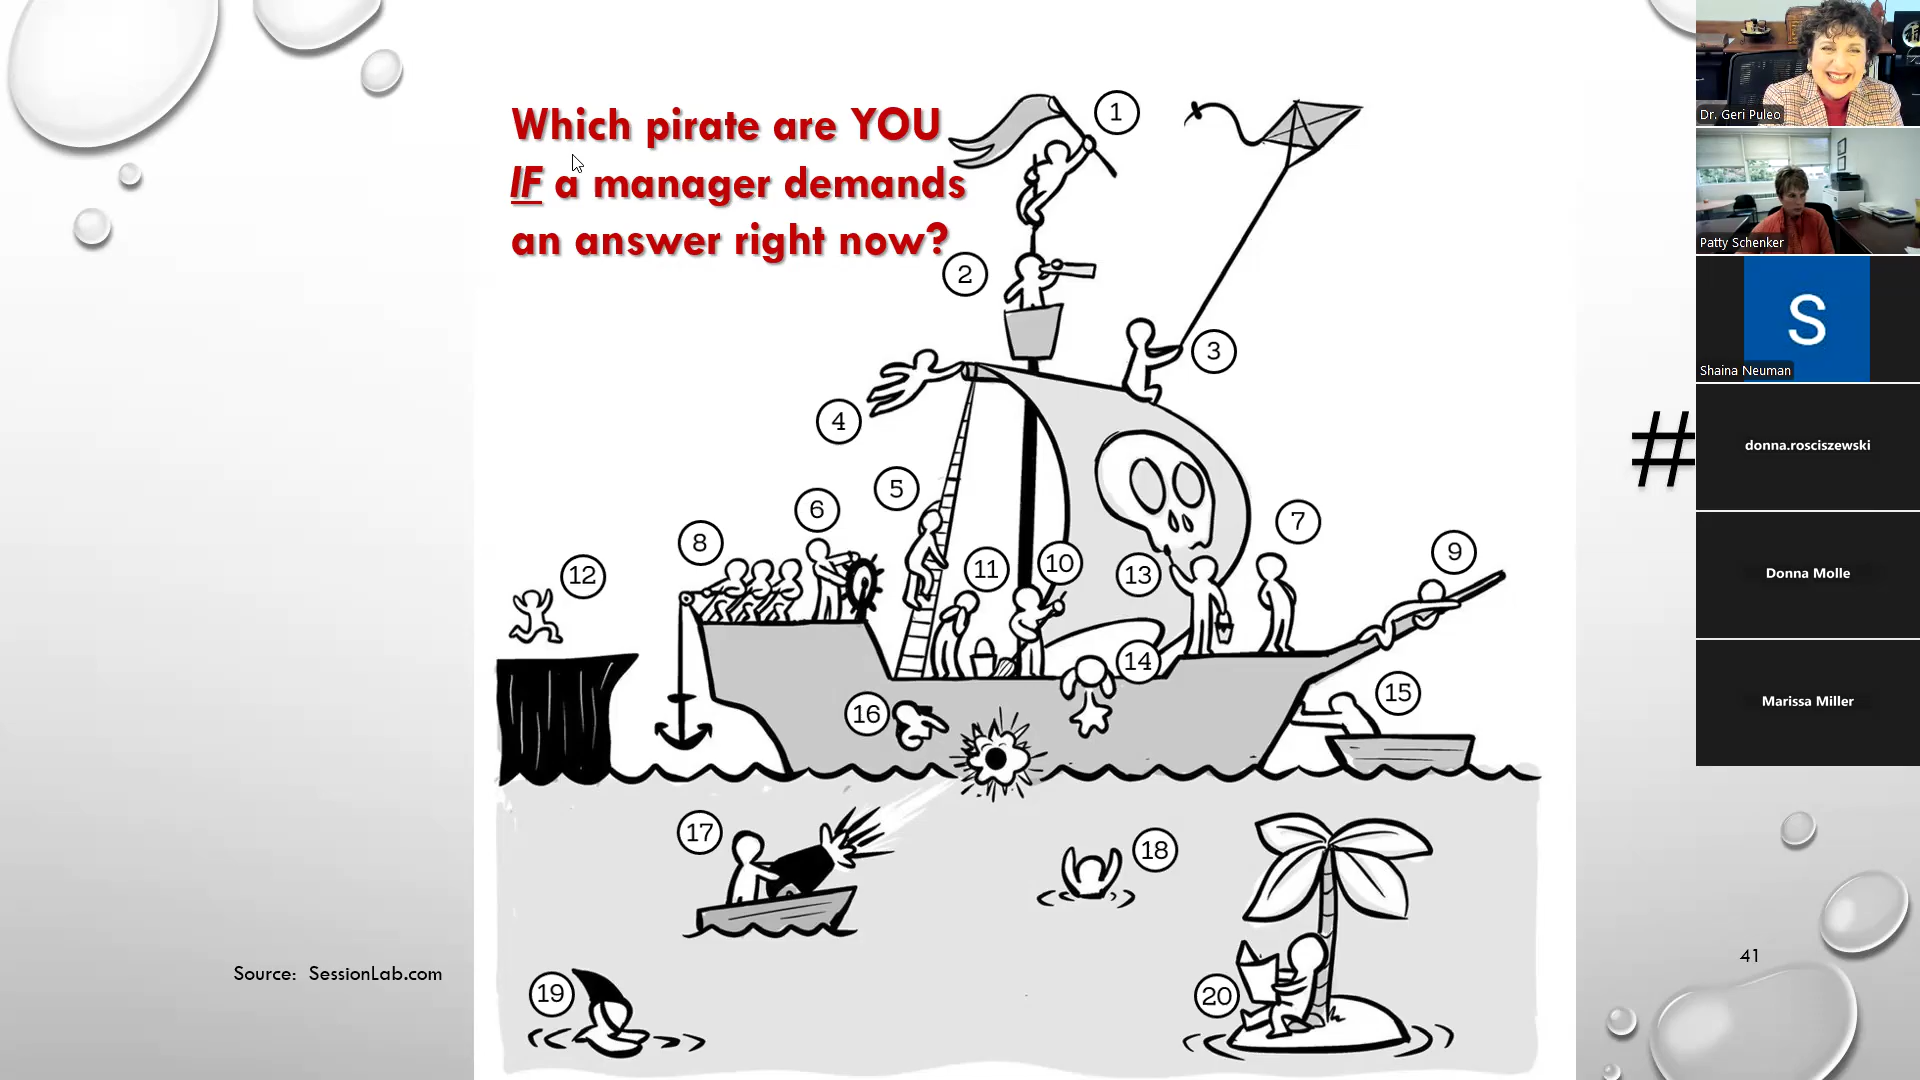 Which pirate are YOU
IF a manager demands
an answer right now?
1
2
3
4
5
6
7
8
9
10
11
12
13
14
15
16
17
18
19
20
#
Source: SessionLab.com
41
Dr. Geri Puleo
Patty Schenker
S
Shaina Neuman
donna.rosciszewski
Donna Molle
Marissa Miller